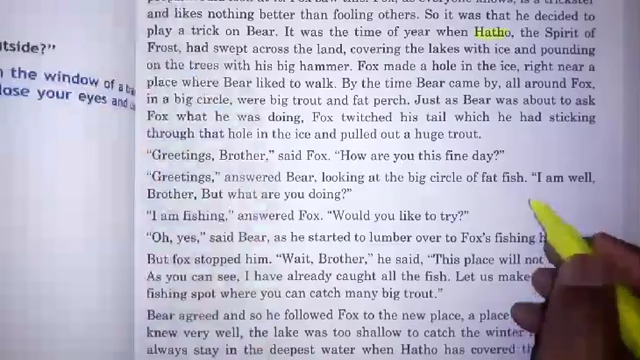 and likes nothing better than fooling others. So it was that he decided to
play a trick on Bear. It was the time of year when Hatho, the Spirit of
Frost, had swept across the land, covering the lakes with ice and pounding
on the trees with his big hammer. Fox made a hole in the ice, right near a
place where Bear liked to walk. By the time Bear came by, all around Fox,
in a big circle, were big trout and fat perch. Just as Bear was about to ask
Fox what he was doing, Fox twitched his tail which he had sticking
through that hole in the ice and pulled out a huge trout.
“Greetings, Brother,” said Fox. “How are you this fine day?”
“Greetings,” answered Bear, looking at the big circle of fat fish. “I am well,
Brother, But what are you doing?”
“I am fishing,” answered Fox. “Would you like to try?”
“Oh, yes,” said Bear, as he started to lumber over to Fox’s fishing
But fox stopped him. “Wait, Brother,” he said, “This place will not
As you can see, I have already caught all the fish. Let us make
fishing spot where you can catch many big trout.”
Bear agreed and so he followed Fox to the new place, a place
knew very well, the lake was too shallow to catch the winter
always stay in the deepest water when Hatho has covered
tside?”
the window of a
lose your eyes and